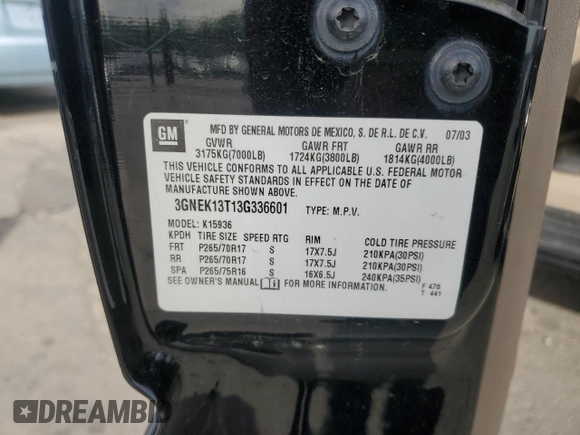 GM
MFD BY GENERAL MOTORS DE MEXICO, S. DE R.L. DE C.V. 07/03
GVWR GAWR FRT GAWR RR
3175KG(7000LB) 1724KG(3800LB) 1814KG(4000LB)
THIS VEHICLE CONFORMS TO ALL APPLICABLE U.S. FEDERAL MOTOR
VEHICLE SAFETY STANDARDS IN EFFECT ON THE DATE OF
MANUFACTURE SHOWN ABOVE.
3GNEK13T13G336601 TYPE: M.P.V.
MODEL: K15936
KPDH TIRE SIZE SPEED RTG RIM COLD TIRE PRESSURE
FRT P265/70R17 S 17X7.5J 210KPA(30PSI)
RR P265/70R17 S 17X7.5J 210KPA(30PSI)
SPA P265/75R16 S 16X6.5J 240KPA(35PSI)
SEE OWNER'S MANUAL FOR MORE INFORMATION.
F 470
T 441
DREAMBID